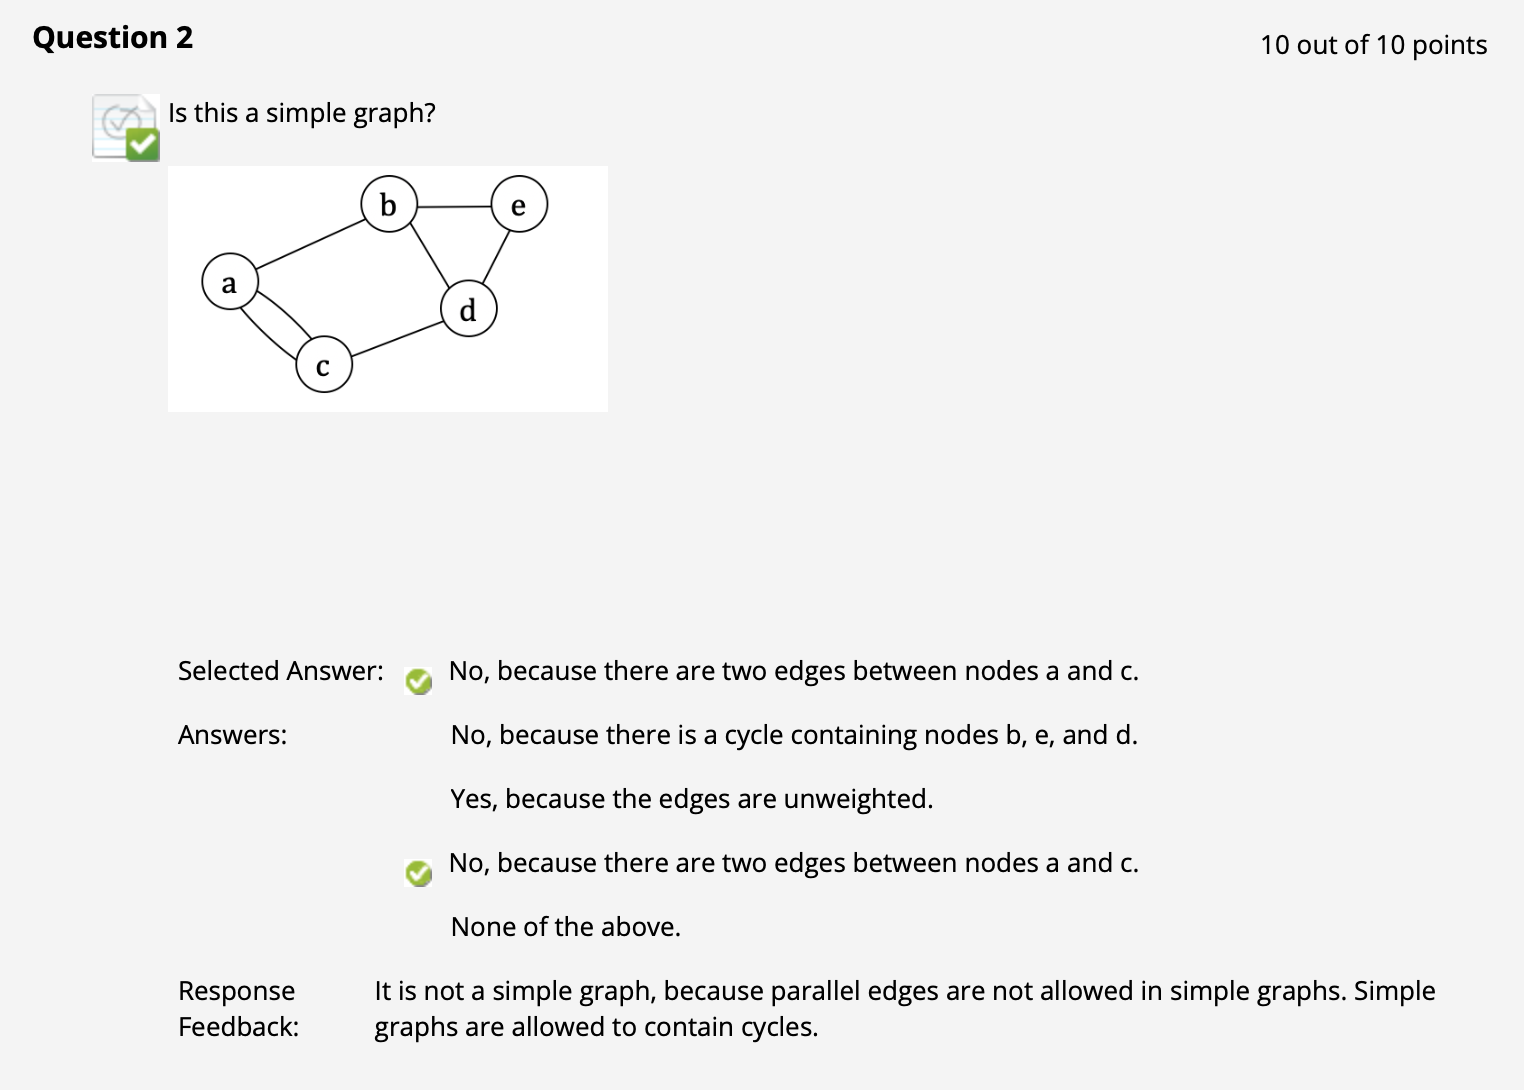 Question 2
10 out of 10 points
Is this a simple graph?
b
e
a
d
c
Selected Answer: No, because there are two edges between nodes a and c.
Answers: No, because there is a cycle containing nodes b, e, and d.
Yes, because the edges are unweighted.
No, because there are two edges between nodes a and c.
None of the above.
Response Feedback: It is not a simple graph, because parallel edges are not allowed in simple graphs. Simple
graphs are allowed to contain cycles.